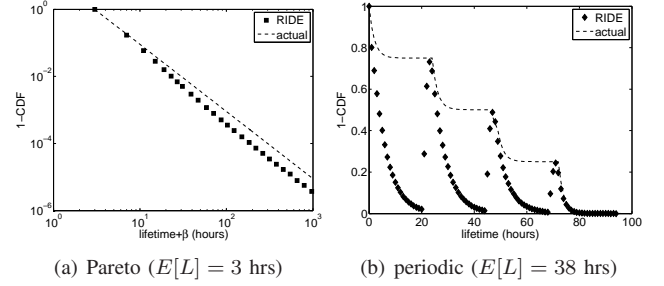 10^0
10^-2
10^-4
10^-6
1−CDF
10^0
10^1
10^2
10^3
lifetime+β (hours)
RIDE
actual
(a) Pareto (E[L] = 3 hrs)
1
0.8
0.6
0.4
0.2
0
1−CDF
0
20
40
60
80
100
lifetime (hours)
RIDE
actual
(b) periodic (E[L] = 38 hrs)